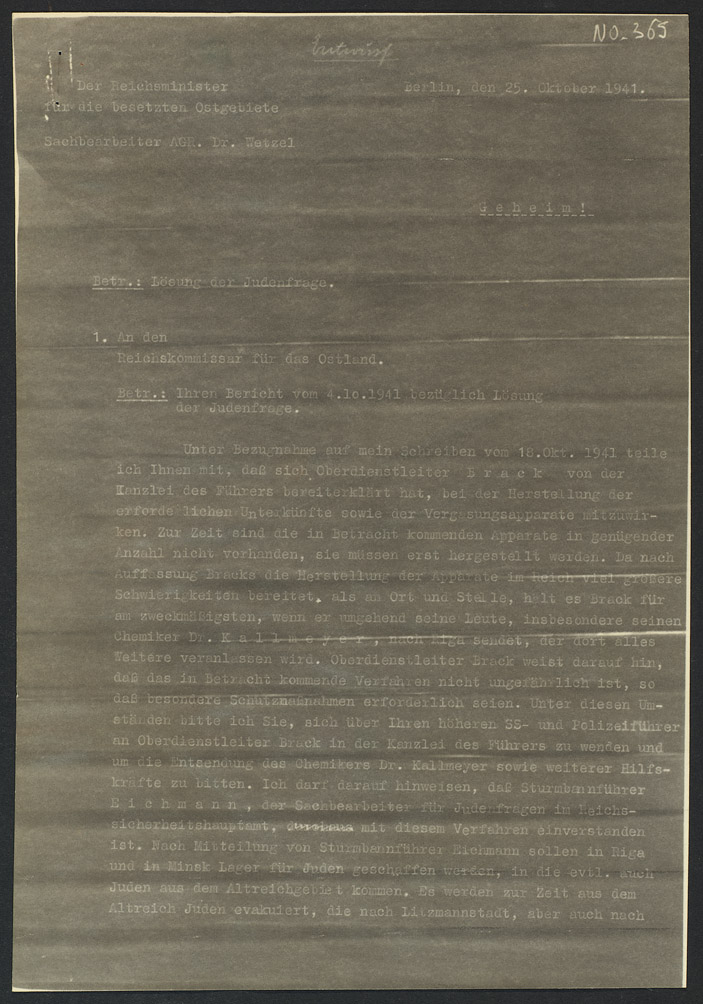 NO-365
Entwurf
Der Reichsminister
für die besetzten Ostgebiete
Berlin, den 25. Oktober 1941.
Sachbearbeiter AGR. Dr. Wetzel
Geheim!
Betr.: Lösung der Judenfrage.
1. An den
Reichskommissar für das Ostland.
Betr.: Ihren Bericht vom 4.10.1941 bezüglich Lösung
der Judenfrage.
Unter Bezugnahme auf mein Schreiben vom 18.Okt. 1941 teile
ich Ihnen mit, daß sich Oberdienstleiter Brack von der
Kanzlei des Führers bereiterklärt hat, bei der Herstellung der
erforderlichen Unterkünfte sowie der Vergasungsapparate mitzuwir-
ken. Zur Zeit sind die in Betracht kommenden Apparate in genügender
Anzahl nicht vorhanden, sie müssen erst hergestellt werden. Da nach
Auffassung Bracks die Herstellung der Apparate im Reich viel grössere
Schwierigkeiten bereitet, als an Ort und Stelle, hält es Brack für
am zweckmäßigsten, wenn er umgehend seine Leute, insbesondere seinen
Chemiker Dr. Kallmeyer, nach Riga sendet, der dort alles
Weitere veranlassen wird. Oberdienstleiter Brack weist darauf hin,
daß das in Betracht kommende Verfahren nicht ungefährlich ist, so
daß besondere Schutzmaßnahmen erforderlich seien. Unter diesen Um-
ständen bitte ich Sie, sich über Ihren höheren SS- und Polizeiführer
an Oberdienstleiter Brack in der Kanzlei des Führers zu wenden und
um die Entsendung des Chemikers Dr. Kallmeyer sowie weiterer Hilfs-
kräfte zu bitten. Ich darf darauf hinweisen, daß Sturmbannführer
Eichmann, der Sachbearbeiter für Judenfragen im Reichs-
sicherheitshauptamt, mit diesem Verfahren einverstanden
ist. Nach Mitteilung von Sturmbannführer Eichmann sollen in Riga
und in Minsk Lager für Juden geschaffen werden, in die evtl. auch
Juden aus dem Altreichgebiet kommen. Es werden zur Zeit aus dem
Altreich Juden evakuiert, die nach Litzmannstadt, aber auch nach